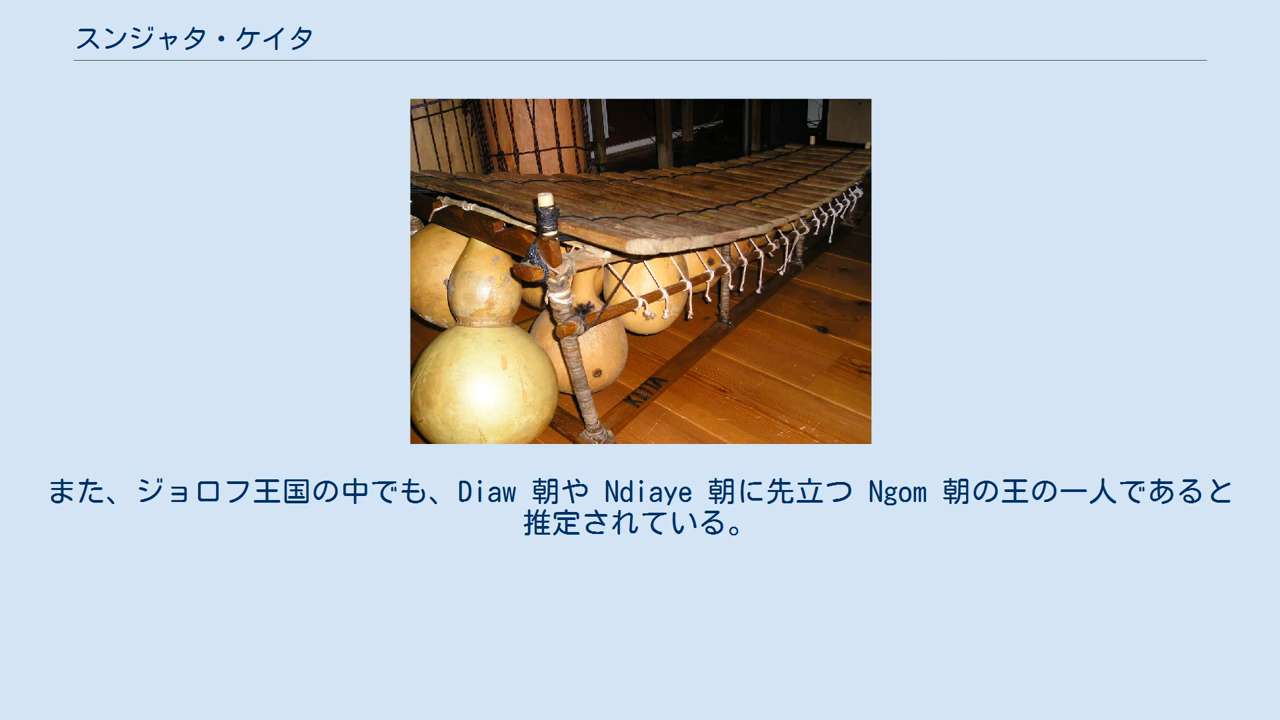 スンジャタ・ケイタ
KEITA
また、ジョロフ王国の中でも、Diaw 朝や Ndiaye 朝に先立つ Ngom 朝の王の一人であると
推定されている。